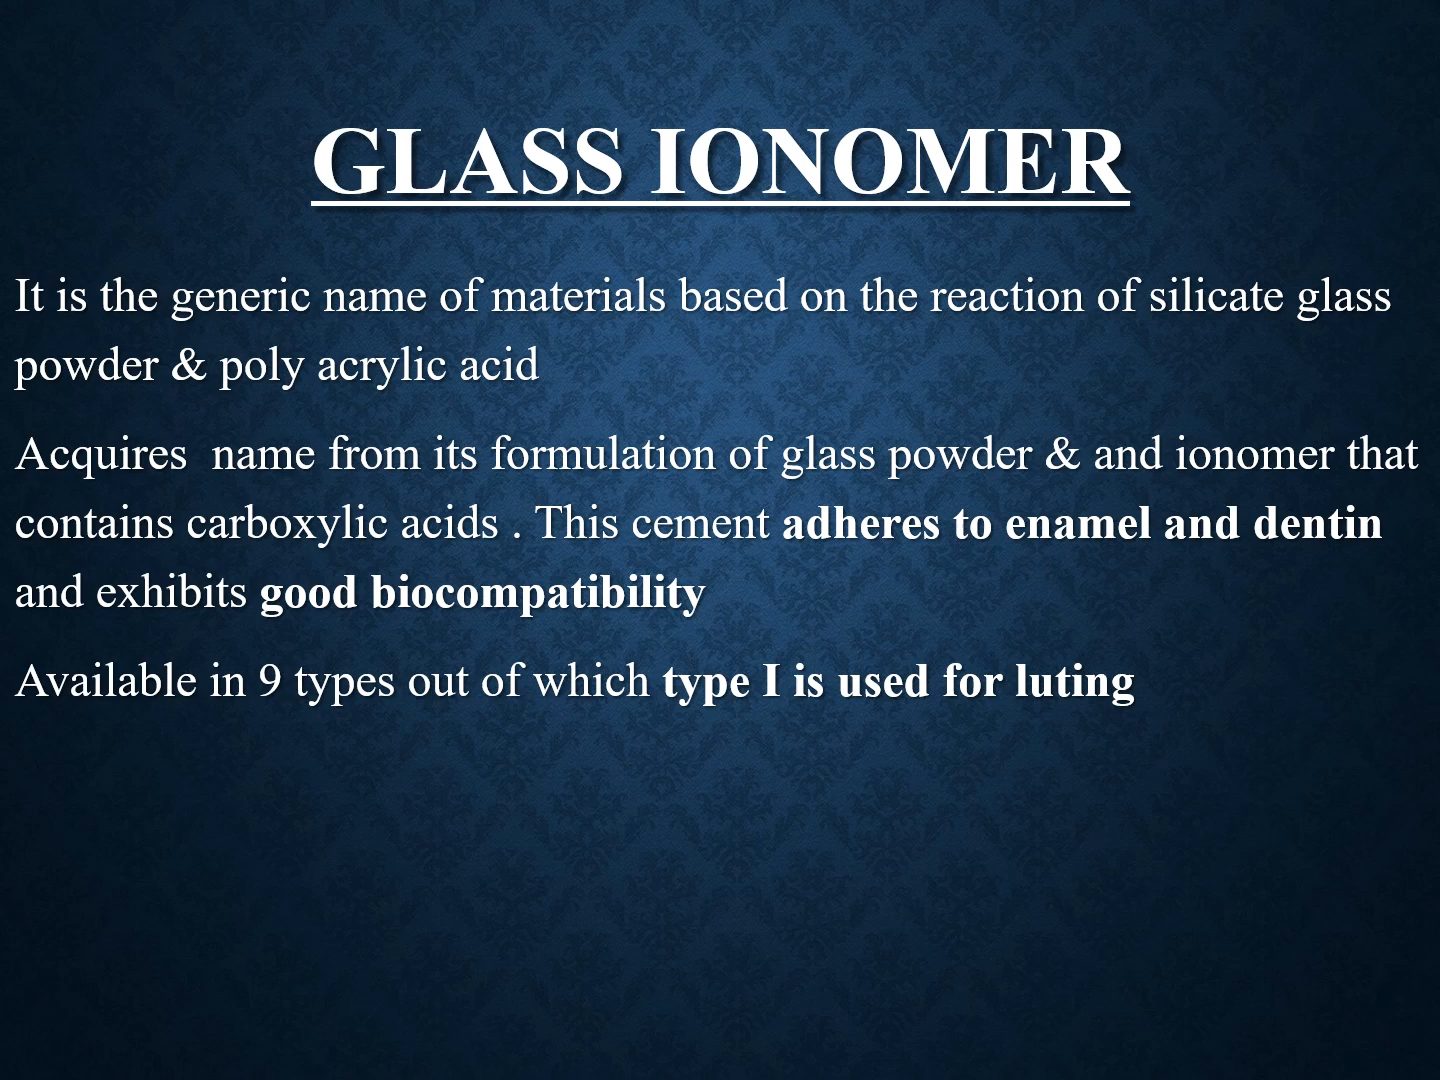 GLASS IONOMER
It is the generic name of materials based on the reaction of silicate glass
powder & poly acrylic acid
Acquires  name from its formulation of glass powder & and ionomer that
contains carboxylic acids . This cement adheres to enamel and dentin
and exhibits good biocompatibility
Available in 9 types out of which type I is used for luting